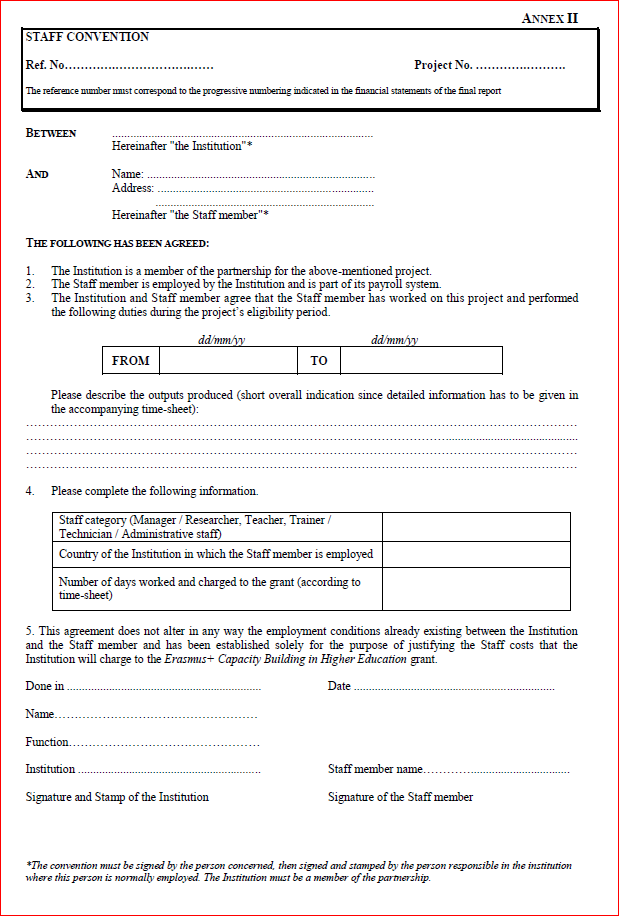 ANNEX II
STAFF CONVENTION
Ref. No……….……………….…… Project No. ………….……….
The reference number must correspond to the progressive numbering indicated in the financial statements of the final report
BETWEEN .......................................................................................
Hereinafter "the Institution"*
AND Name: ............................................................................
Address: ........................................................................
.........................................................................
Hereinafter "the Staff member"*
THE FOLLOWING HAS BEEN AGREED:
1. The Institution is a member of the partnership for the above-mentioned project.
2. The Staff member is employed by the Institution and is part of its payroll system.
3. The Institution and Staff member agree that the Staff member has worked on this project and performed
the following duties during the project's eligibility period.
dd/mm/yy dd/mm/yy
FROM TO
Please describe the outputs produced (short overall indication since detailed information has to be given in
the accompanying time-sheet):
……………………………………………………………………………………………
……………………………………………………………………………………………
……………………………………………………………………………………………
……………………………………………………………………………………………
4. Please complete the following information.
Staff category (Manager / Researcher, Teacher, Trainer /
Technician / Administrative staff)
Country of the Institution in which the Staff member is employed
Number of days worked and charged to the grant (according to
time-sheet)
5. This agreement does not alter in any way the employment conditions already existing between the Institution
and the Staff member and has been established solely for the purpose of justifying the Staff costs that the
Institution will charge to the Erasmus+ Capacity Building in Higher Education grant.
Done in ................................................................. Date ...................................................................
Name……………………………………………
Function…………………………………………
Institution ............................................................. Staff member name…………..................................
Signature and Stamp of the Institution Signature of the Staff member
*The convention must be signed by the person concerned, then signed and stamped by the person responsible in the institution
where this person is normally employed. The Institution must be a member of the partnership.